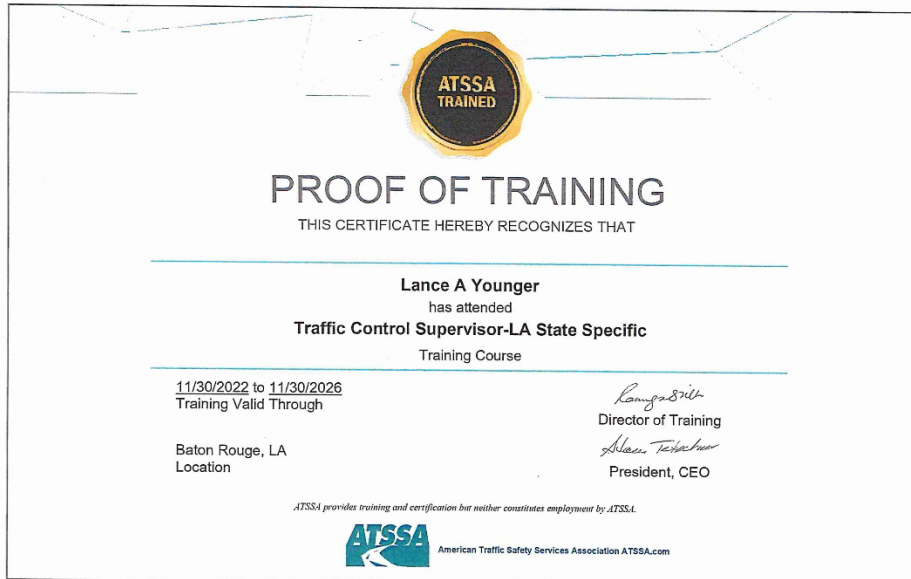 ATSSA
TRAINED
PROOF OF TRAINING
THIS CERTIFICATE HEREBY RECOGNIZES THAT
Lance A Younger
has attended
Traffic Control Supervisor-LA State Specific
Training Course
11/30/2022 to 11/30/2026
Training Valid Through
Director of Training
Baton Rouge, LA
Location
President, CEO
ATSSA provides training and certification but neither constitutes employment by ATSSA.
ATSSA
American Traffic Safety Services Association ATSSA.com